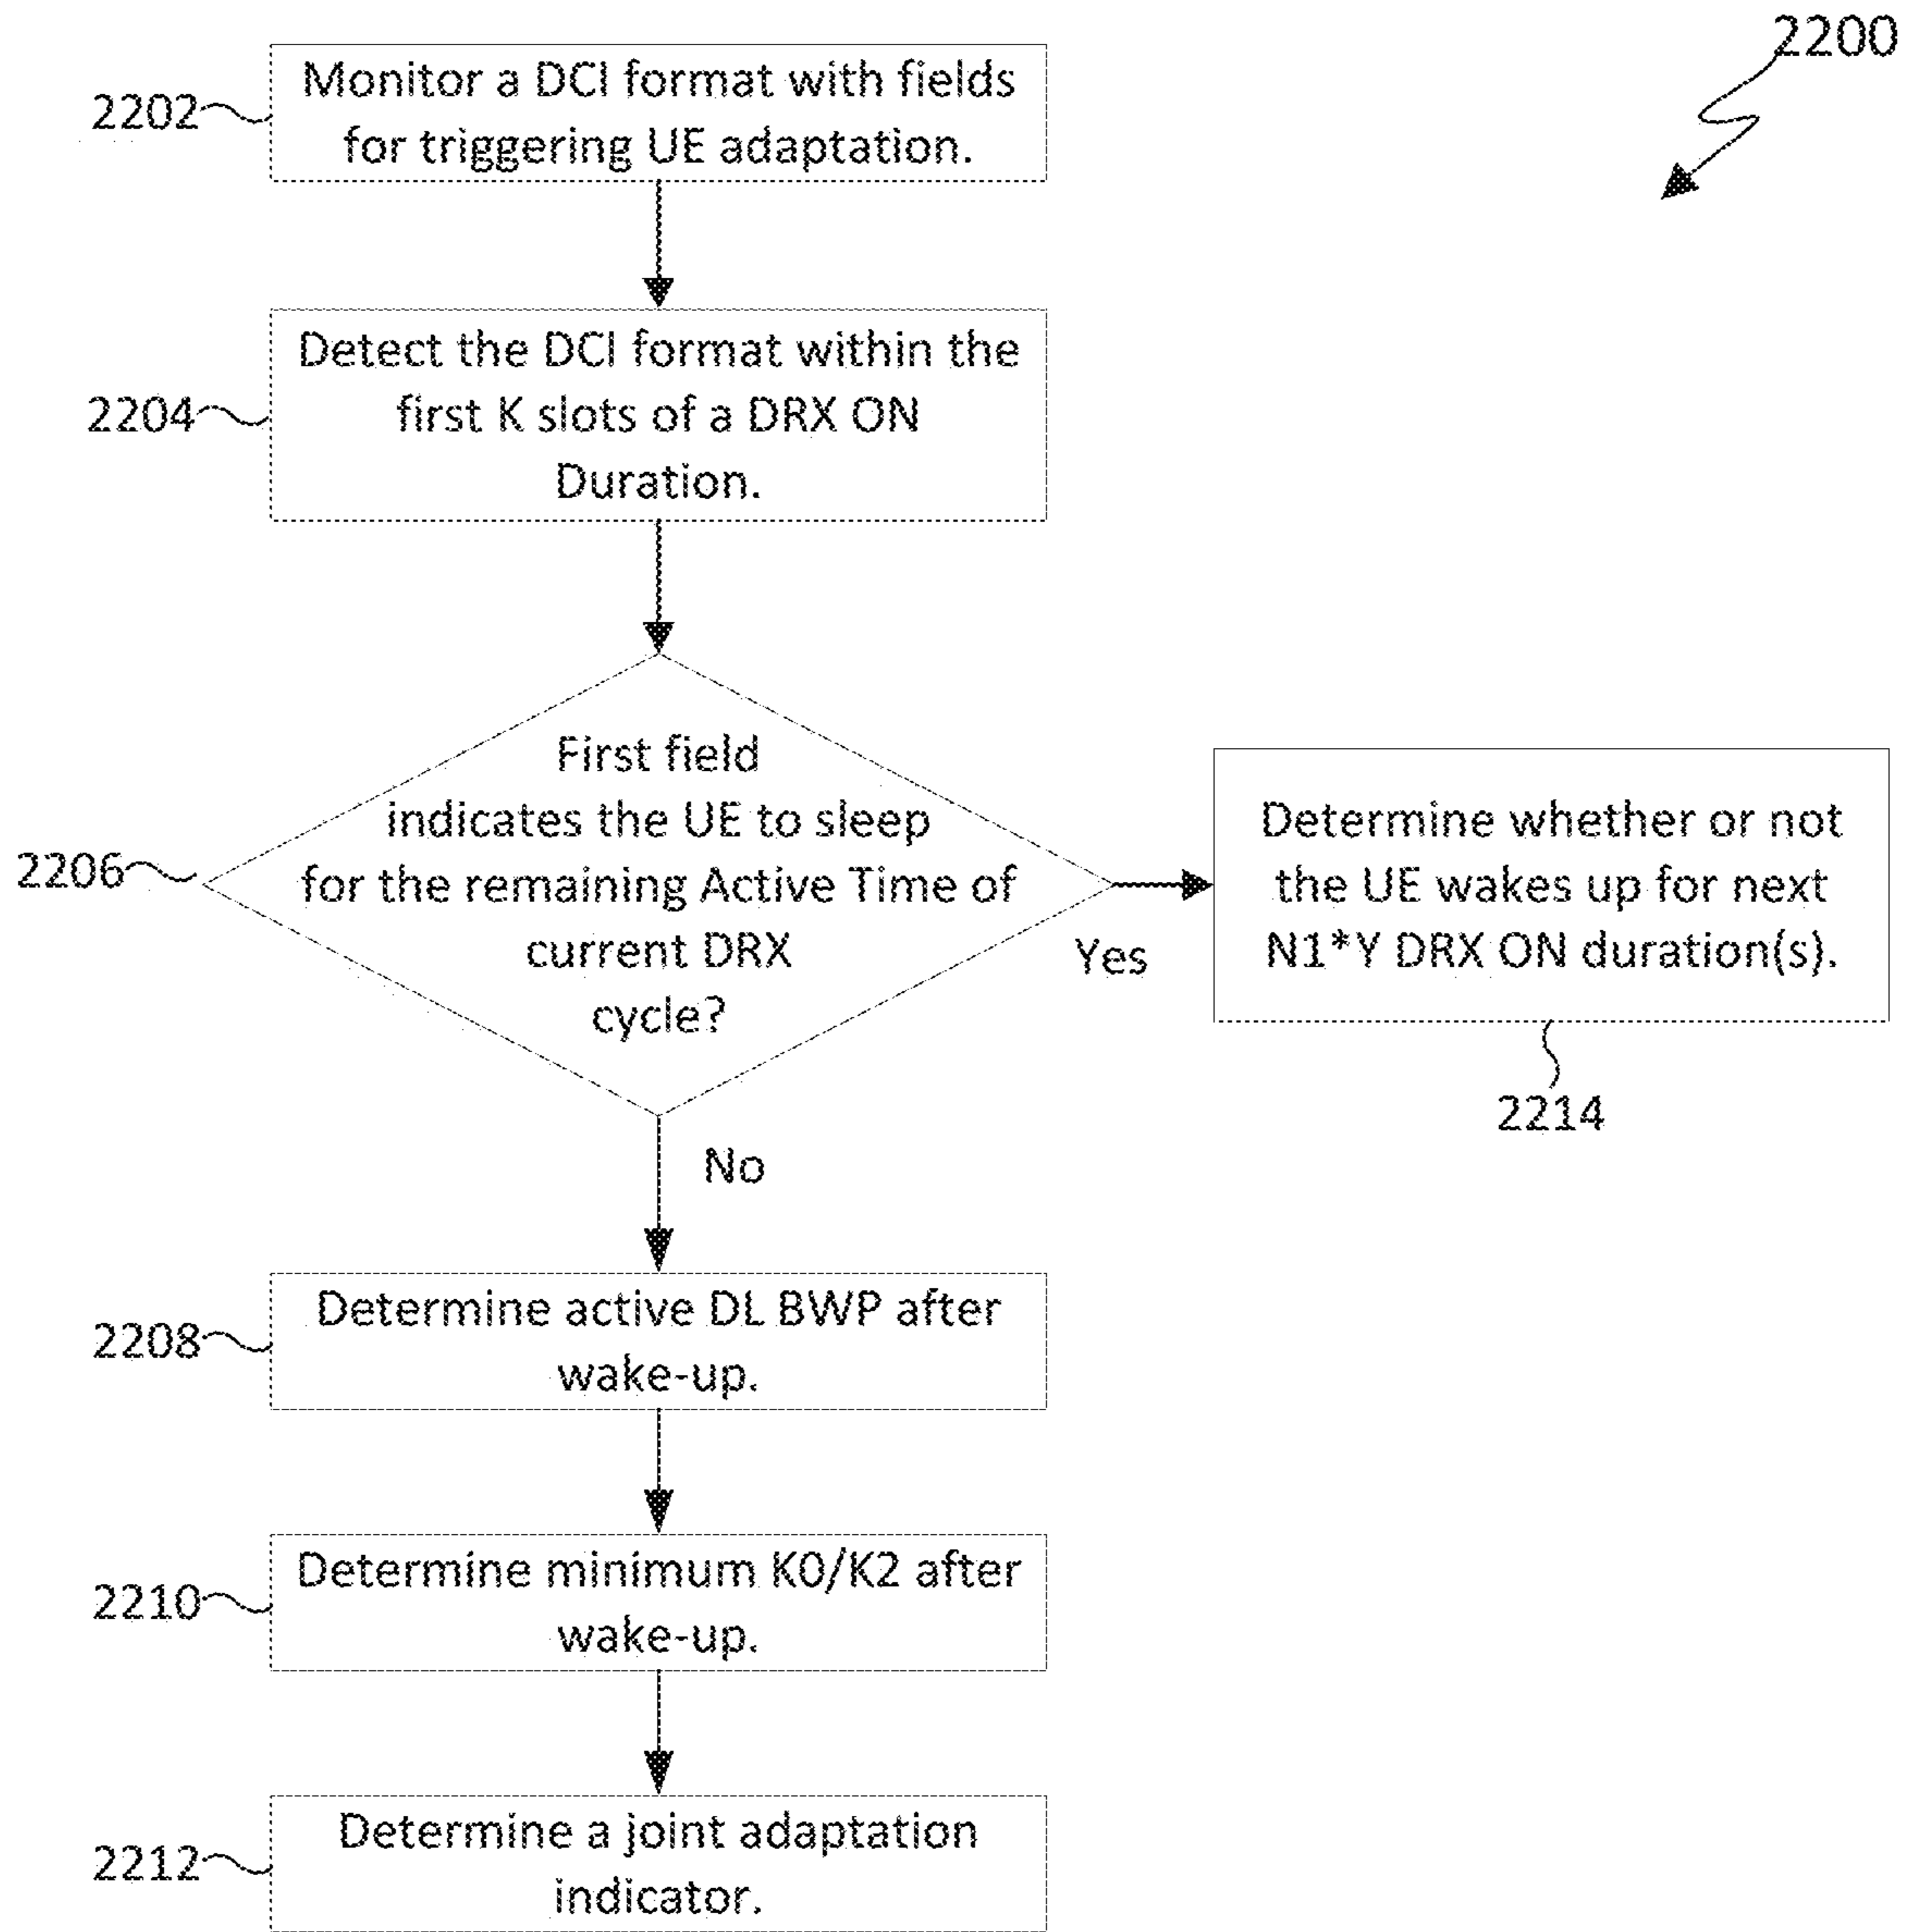 2200
2202
Monitor a DCI format with fields
for triggering UE adaptation.
2204
Detect the DCI format within the
first K slots of a DRX ON
Duration.
2206
First field
indicates the UE to sleep
for the remaining Active Time of
current DRX
cycle?
Yes
Determine whether or not
the UE wakes up for next
N1*Y DRX ON duration(s).
2214
No
2208
Determine active DL BWP after
wake-up.
2210
Determine minimum K0/K2 after
wake-up.
2212
Determine a joint adaptation
indicator.